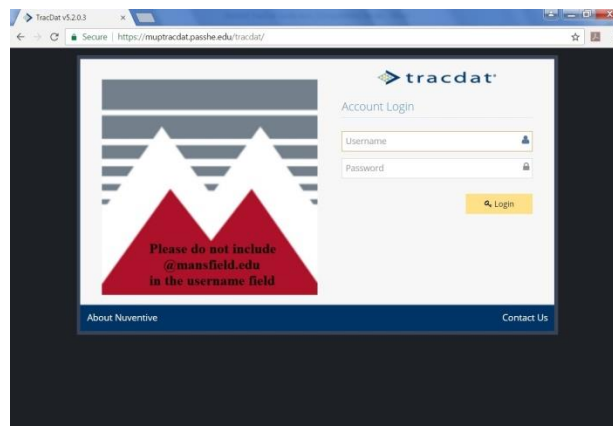 TracDat v5.2.0.3
Secure | https://muptracdat.passhe.edu/tracdat/
tracdat
Account Login
Username
Password
Login
Please do not include
@mansfield.edu
in the username field
About Nuventive
Contact Us